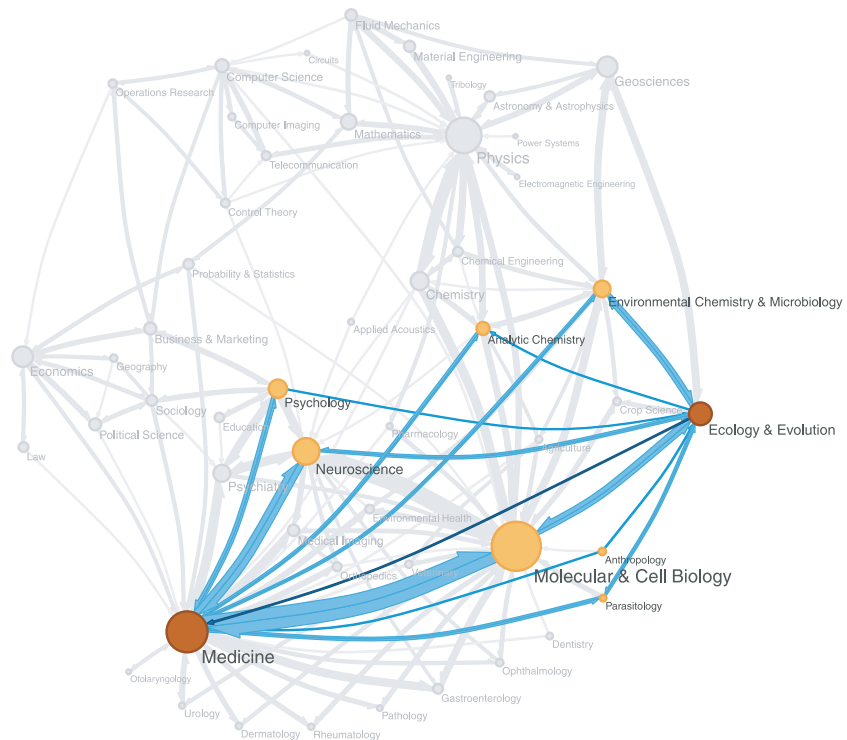 Fluid Mechanics
Material Engineering
Circuits
Computer Science
Geosciences
Tribology
Operations Research
Astronomy & Astrophysics
Computer Imaging
Mathematics
Power Systems
Physics
Telecommunication
Electromagnetic Engineering
Control Theory
Chemical Engineering
Probability & Statistics
Chemistry
Environmental Chemistry & Microbiology
Applied Acoustics
Business & Marketing
Analytic Chemistry
Geography
Economics
Psychology
Sociology
Crop Science
Education
Ecology & Evolution
Political Science
Pharmacology
Agriculture
Law
Neuroscience
Psychiatry
Environmental Health
Medical Imaging
Anthropology
Orthopedics
Molecular & Cell Biology
Parasitology
Dentistry
Medicine
Ophthalmology
Otolaryngology
Gastroenterology
Urology
Pathology
Dermatology
Rheumatology